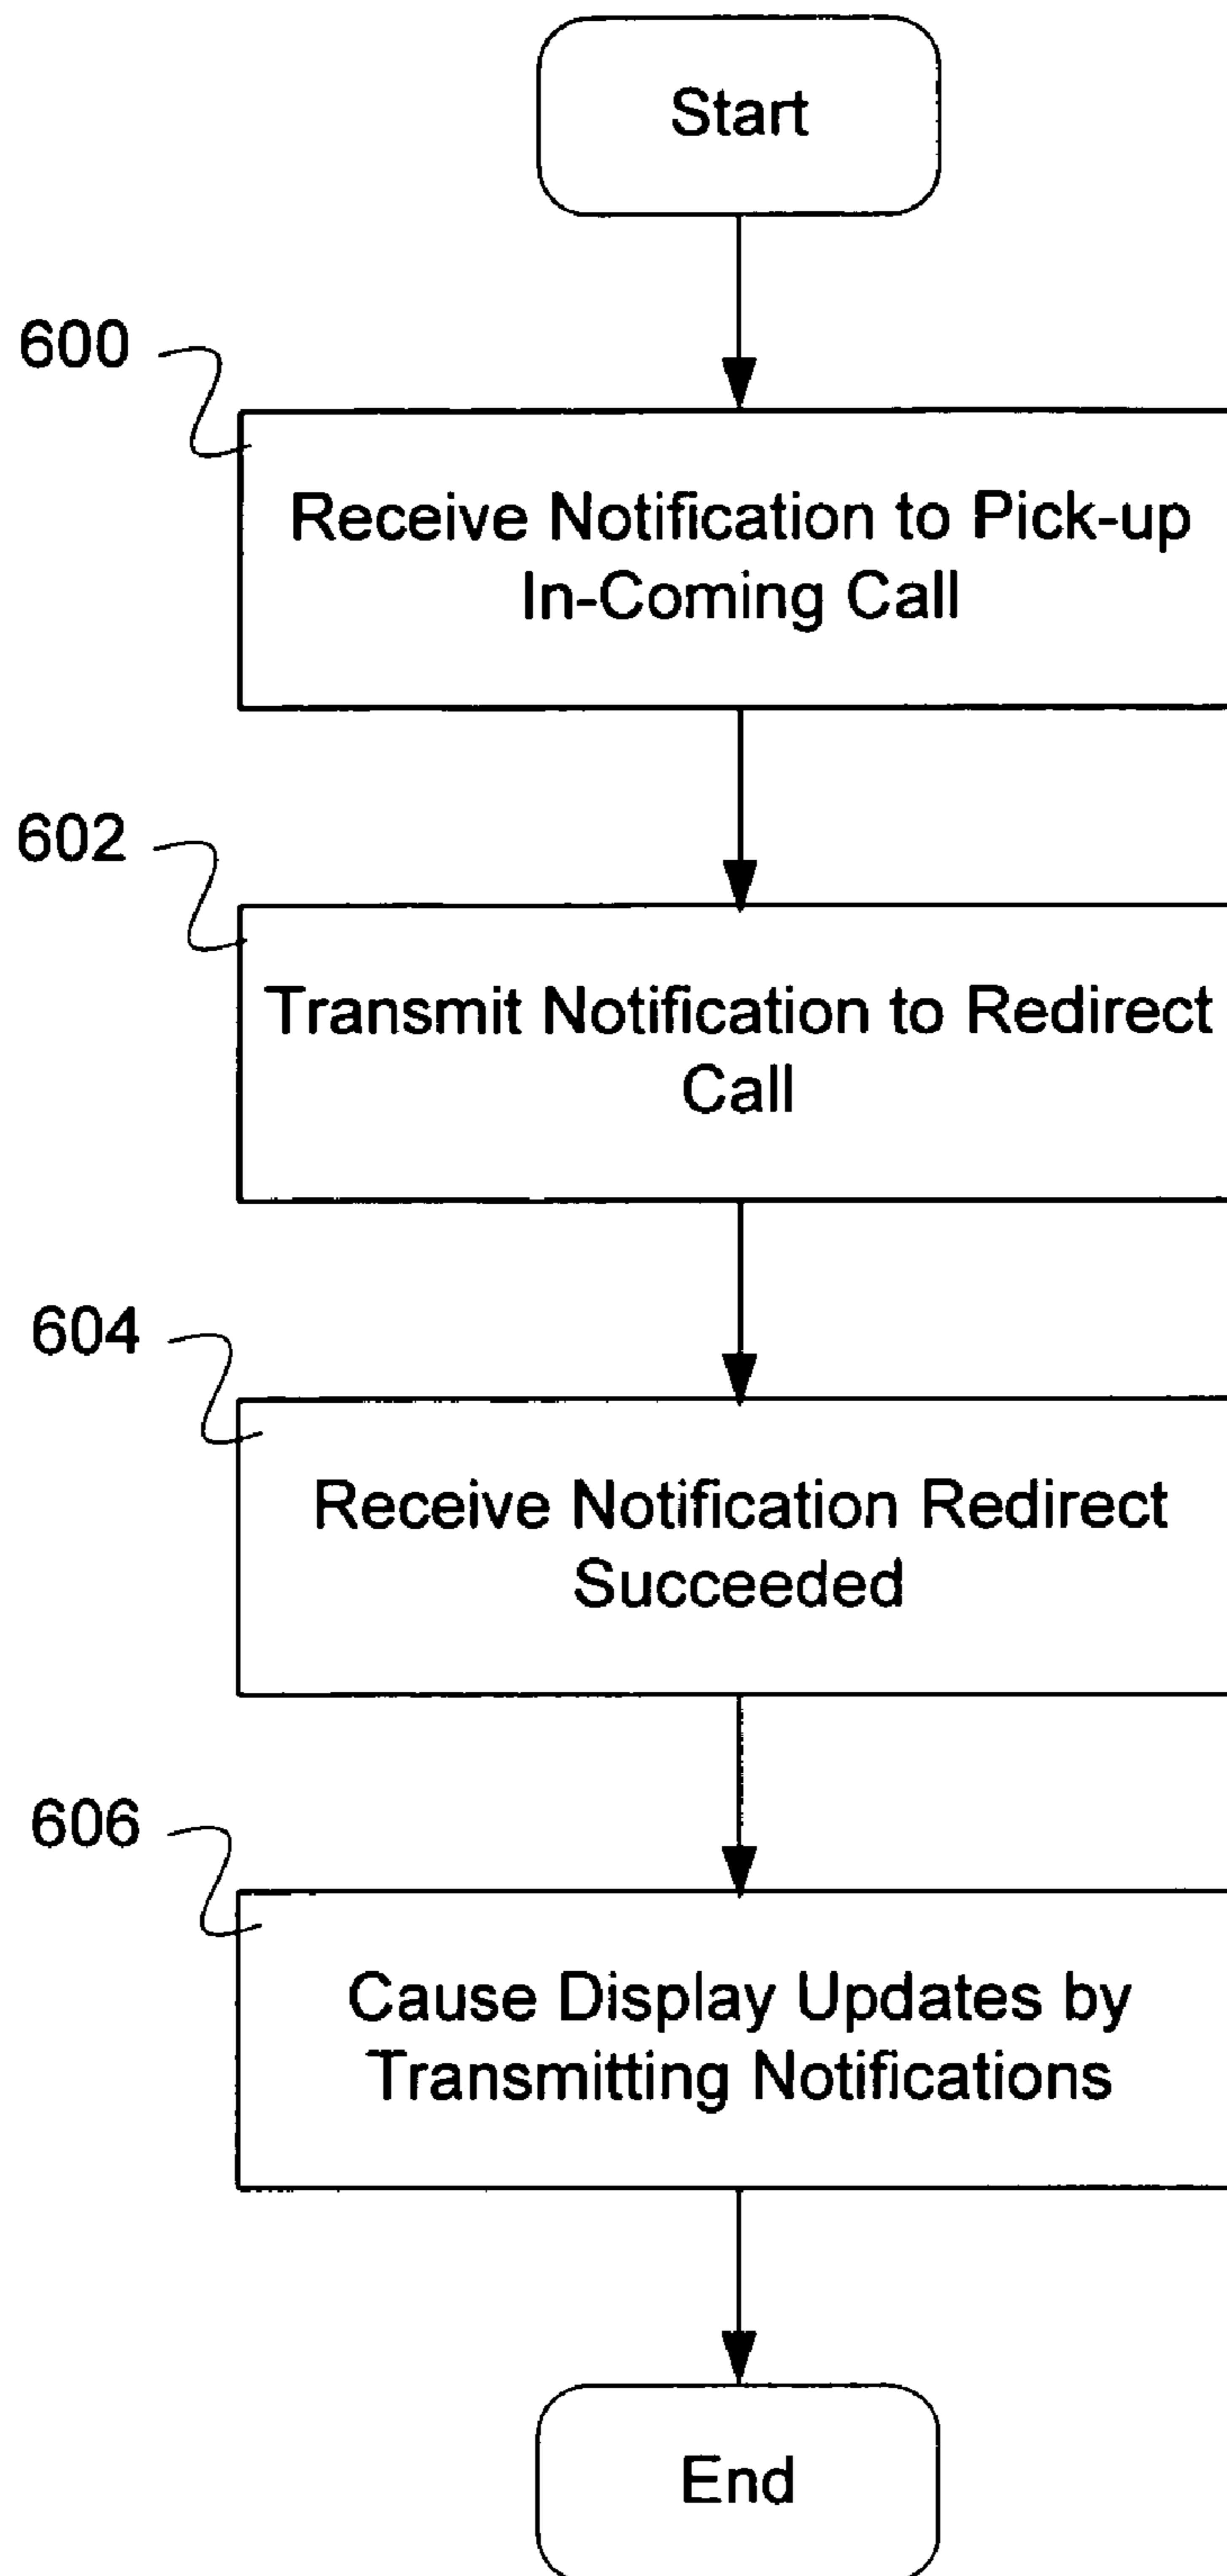 Start
600
Receive Notification to Pick-up
In-Coming Call
602
Transmit Notification to Redirect
Call
604
Receive Notification Redirect
Succeeded
606
Cause Display Updates by
Transmitting Notifications
End